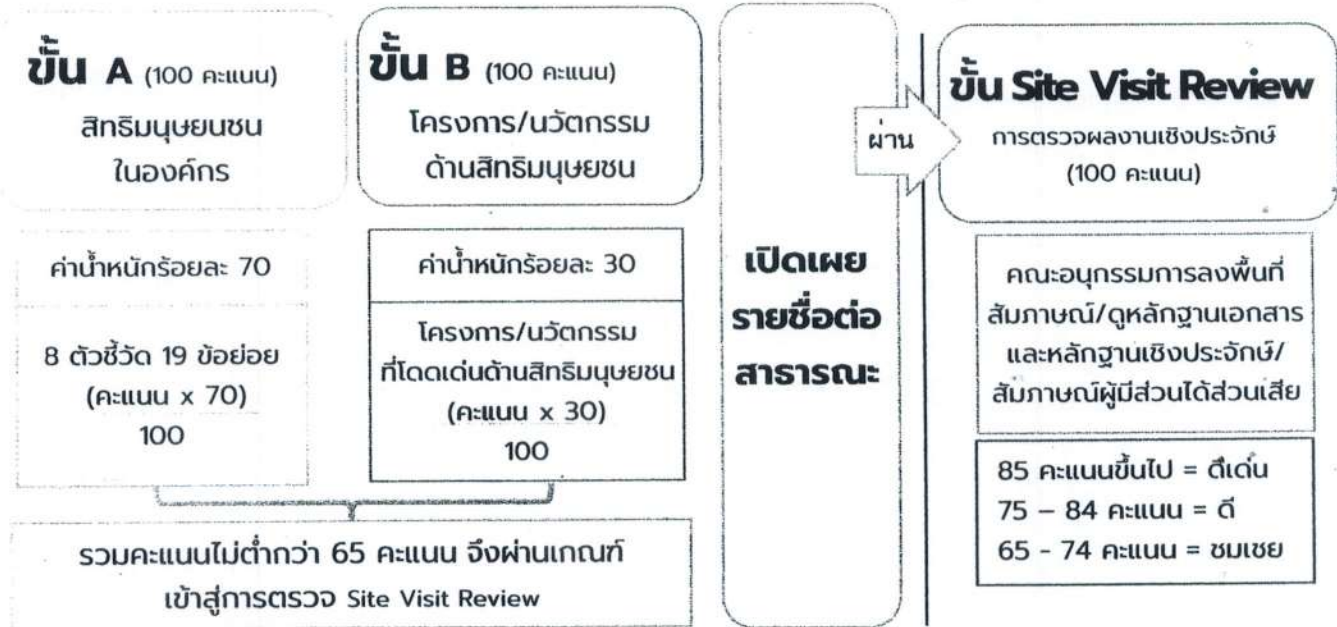 ขั้น A (100 คะแนน)
สิทธิมนุษยนชน
ในองค์กร
ค่าน้ำหนักร้อยละ 70
8 ตัวชี้วัด 19 ข้อย่อย
(คะแนน x 70)
100
ขั้น B (100 คะแนน)
โครงการ/นวัตกรรม
ด้านสิทธิมนุษยชน
ค่าน้ำหนักร้อยละ 30
โครงการ/นวัตกรรม
ที่โดดเด่นด้านสิทธิมนุษยชน
(คะแนน x 30)
100
รวมคะแนนไม่ต่ำกว่า 65 คะแนน จึงผ่านเกณฑ์
เข้าสู่การตรวจ Site Visit Review
เปิดเผย
รายชื่อต่อ
สาธารณะ
ผ่าน
ขั้น Site Visit Review
การตรวจผลงานเชิงประจักษ์
(100 คะแนน)
คณะอนุกรรมการลงพื้นที่
สัมภาษณ์/ดูหลักฐานเอกสาร
และหลักฐานเชิงประจักษ์/
สัมภาษณ์ผู้มีส่วนได้ส่วนเสีย
85 คะแนนขึ้นไป = ดีเด่น
75 – 84 คะแนน = ดี
65 - 74 คะแนน = ชมเชย